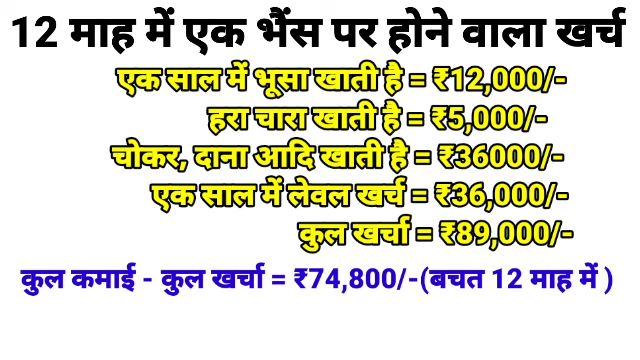 12 माह में एक भैंस पर होने वाला खर्च
एक साल में भूसा खाती है = ₹12,000/-
हरा चारा खाती है = ₹5,000/-
चोकर, दाना आदि खाती है = ₹36000/-
एक साल में लेवल खर्च = ₹36,000/-
कुल खर्चा = ₹89,000/-
कुल कमाई - कुल खर्चा = ₹74,800/-(बचत 12 माह में )